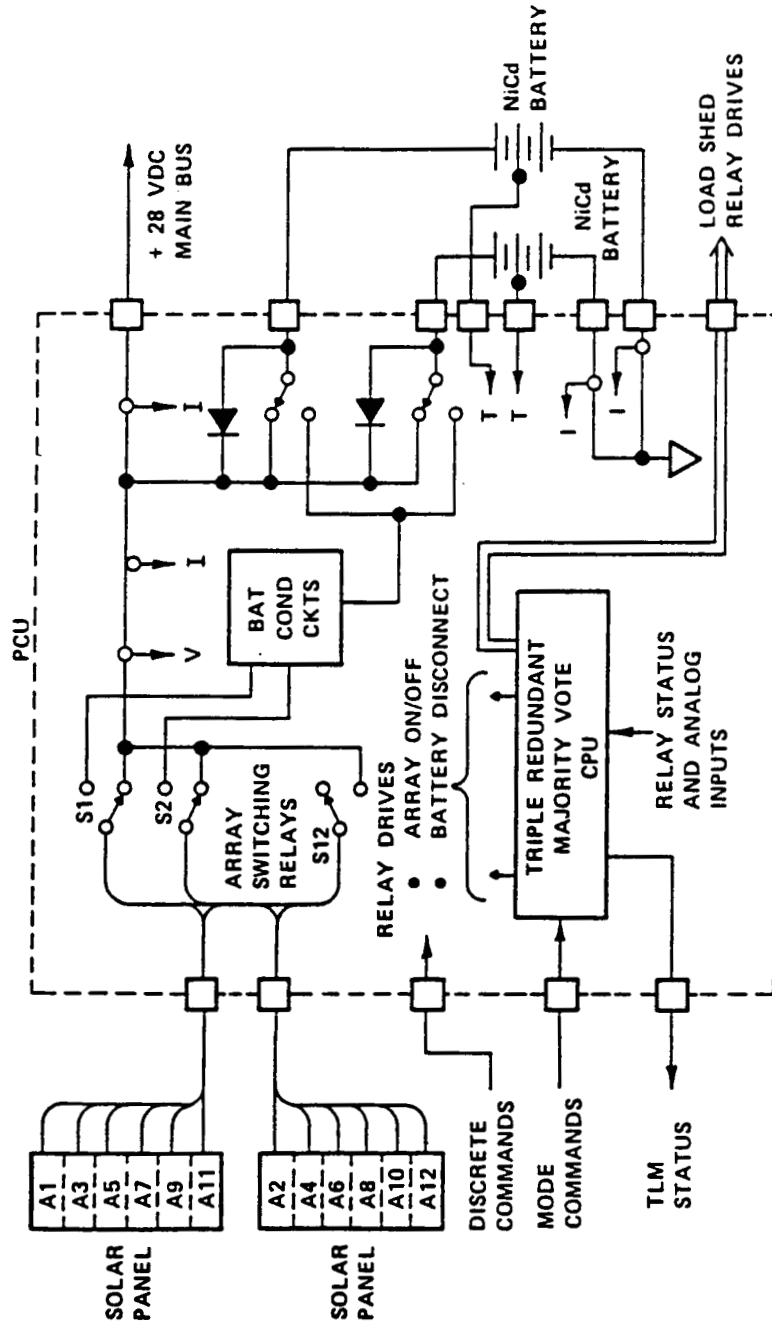 PCU
SOLAR
PANEL
A1
A3
A5
A7
A9
A11
SOLAR
PANEL
A2
A4
A6
A8
A10
A12
S1
S2
S12
ARRAY
SWITCHING
RELAYS
V
I
I
BAT
COND
CKTS
+ 28 VDC
MAIN BUS
NiCd
BATTERY
NiCd
BATTERY
T
T
I
I
RELAY DRIVES
• ARRAY ON/OFF
• BATTERY DISCONNECT
DISCRETE
COMMANDS
MODE
COMMANDS
TLM
STATUS
TRIPLE REDUNDANT
MAJORITY VOTE
CPU
RELAY STATUS
AND ANALOG
INPUTS
LOAD SHED
RELAY DRIVES